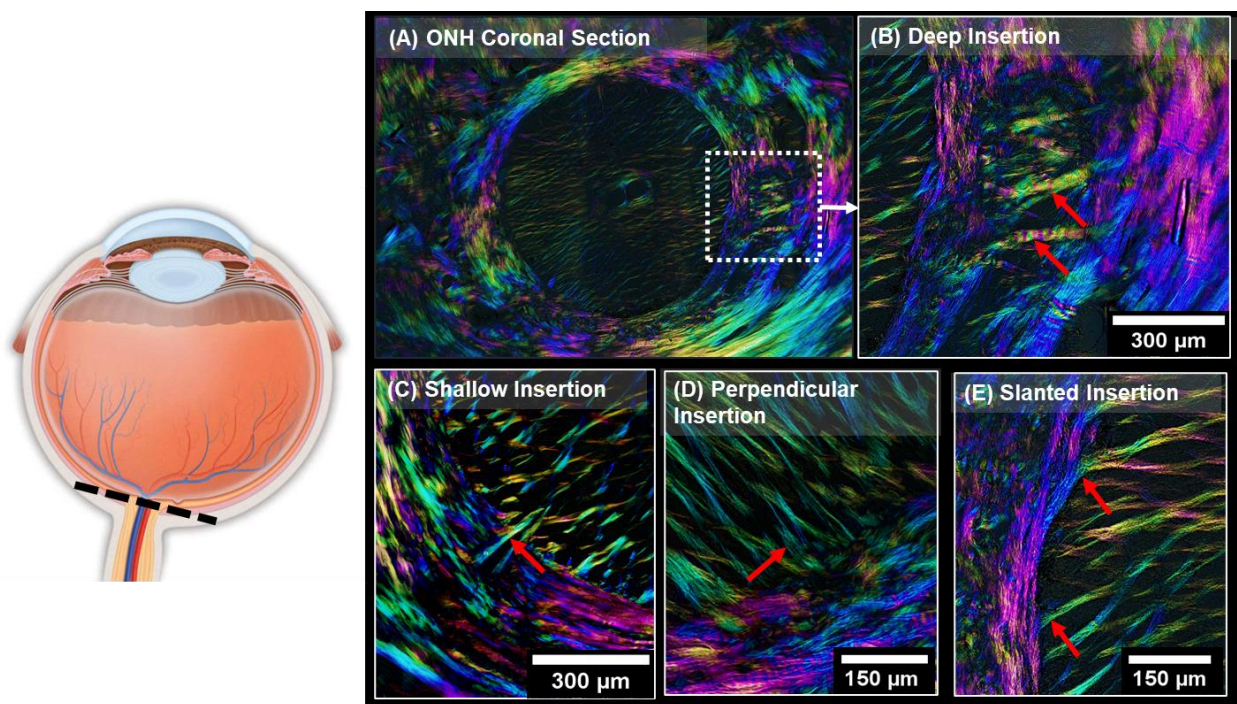 (A) ONH Coronal Section
(B) Deep Insertion
300 µm
(C) Shallow Insertion
300 µm
(D) Perpendicular
Insertion
150 µm
(E) Slanted Insertion
150 µm